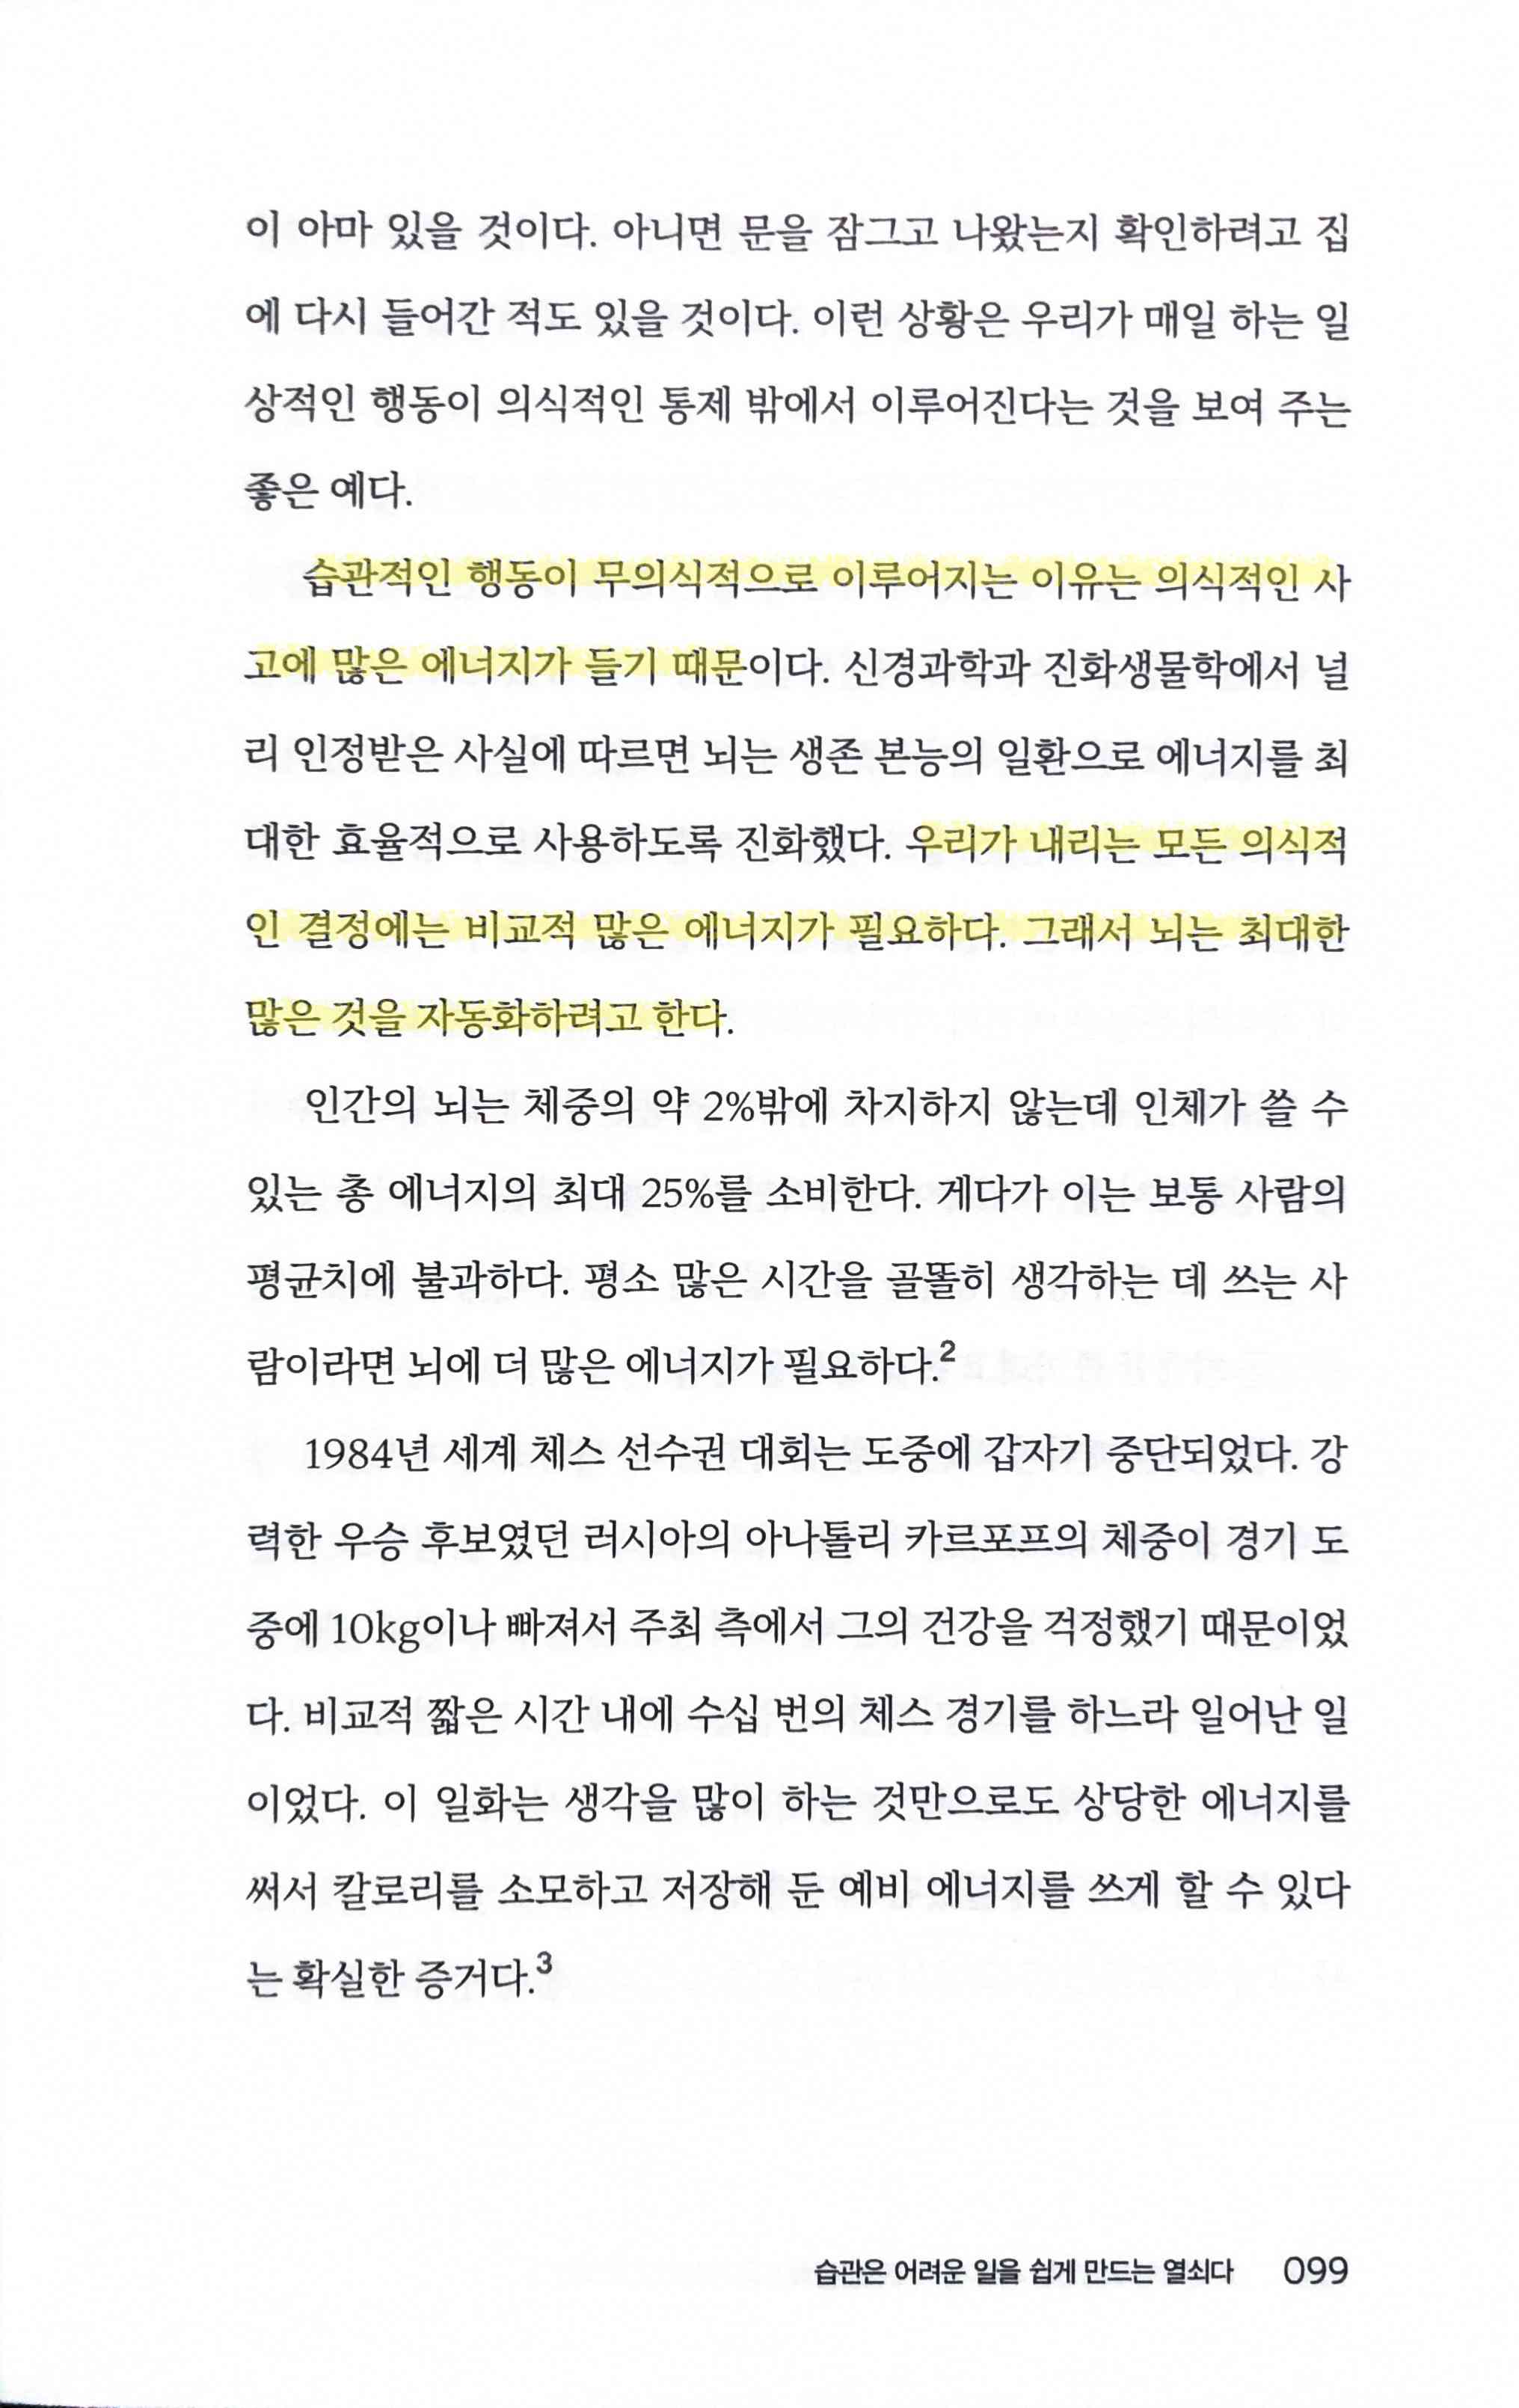 이 아마 있을 것이다. 아니면 문을 잠그고 나왔는지 확인하려고 집
에 다시 들어간 적도 있을 것이다. 이런 상황은 우리가 매일 하는 일
상적인 행동이 의식적인 통제 밖에서 이루어진다는 것을 보여 주는
좋은 예다.
습관적인 행동이 무의식적으로 이루어지는 이유는 의식적인 사
고에 많은 에너지가 들기 때문이다. 신경과학과 진화생물학에서 널
리 인정받은 사실에 따르면 뇌는 생존 본능의 일환으로 에너지를 최
대한 효율적으로 사용하도록 진화했다. 우리가 내리는 모든 의식적
인 결정에는 비교적 많은 에너지가 필요하다. 그래서 뇌는 최대한
많은 것을 자동화하려고 한다.
인간의 뇌는 체중의 약 2%밖에 차지하지 않는데 인체가 쓸 수
있는 총 에너지의 최대 25%를 소비한다. 게다가 이는 보통 사람의
평균치에 불과하다. 평소 많은 시간을 골똘히 생각하는 데 쓰는 사
람이라면 뇌에 더 많은 에너지가 필요하다.2
1984년 세계 체스 선수권 대회는 도중에 갑자기 중단되었다. 강
력한 우승 후보였던 러시아의 아나톨리 카르포프의 체중이 경기 도
중에 10kg이나 빠져서 주최 측에서 그의 건강을 걱정했기 때문이었
다. 비교적 짧은 시간 내에 수십 번의 체스 경기를 하느라 일어난 일
이었다. 이 일화는 생각을 많이 하는 것만으로도 상당한 에너지를
써서 칼로리를 소모하고 저장해 둔 예비 에너지를 쓰게 할 수 있다
는 확실한 증거다.3
습관은 어려운 일을 쉽게 만드는 열쇠다 099